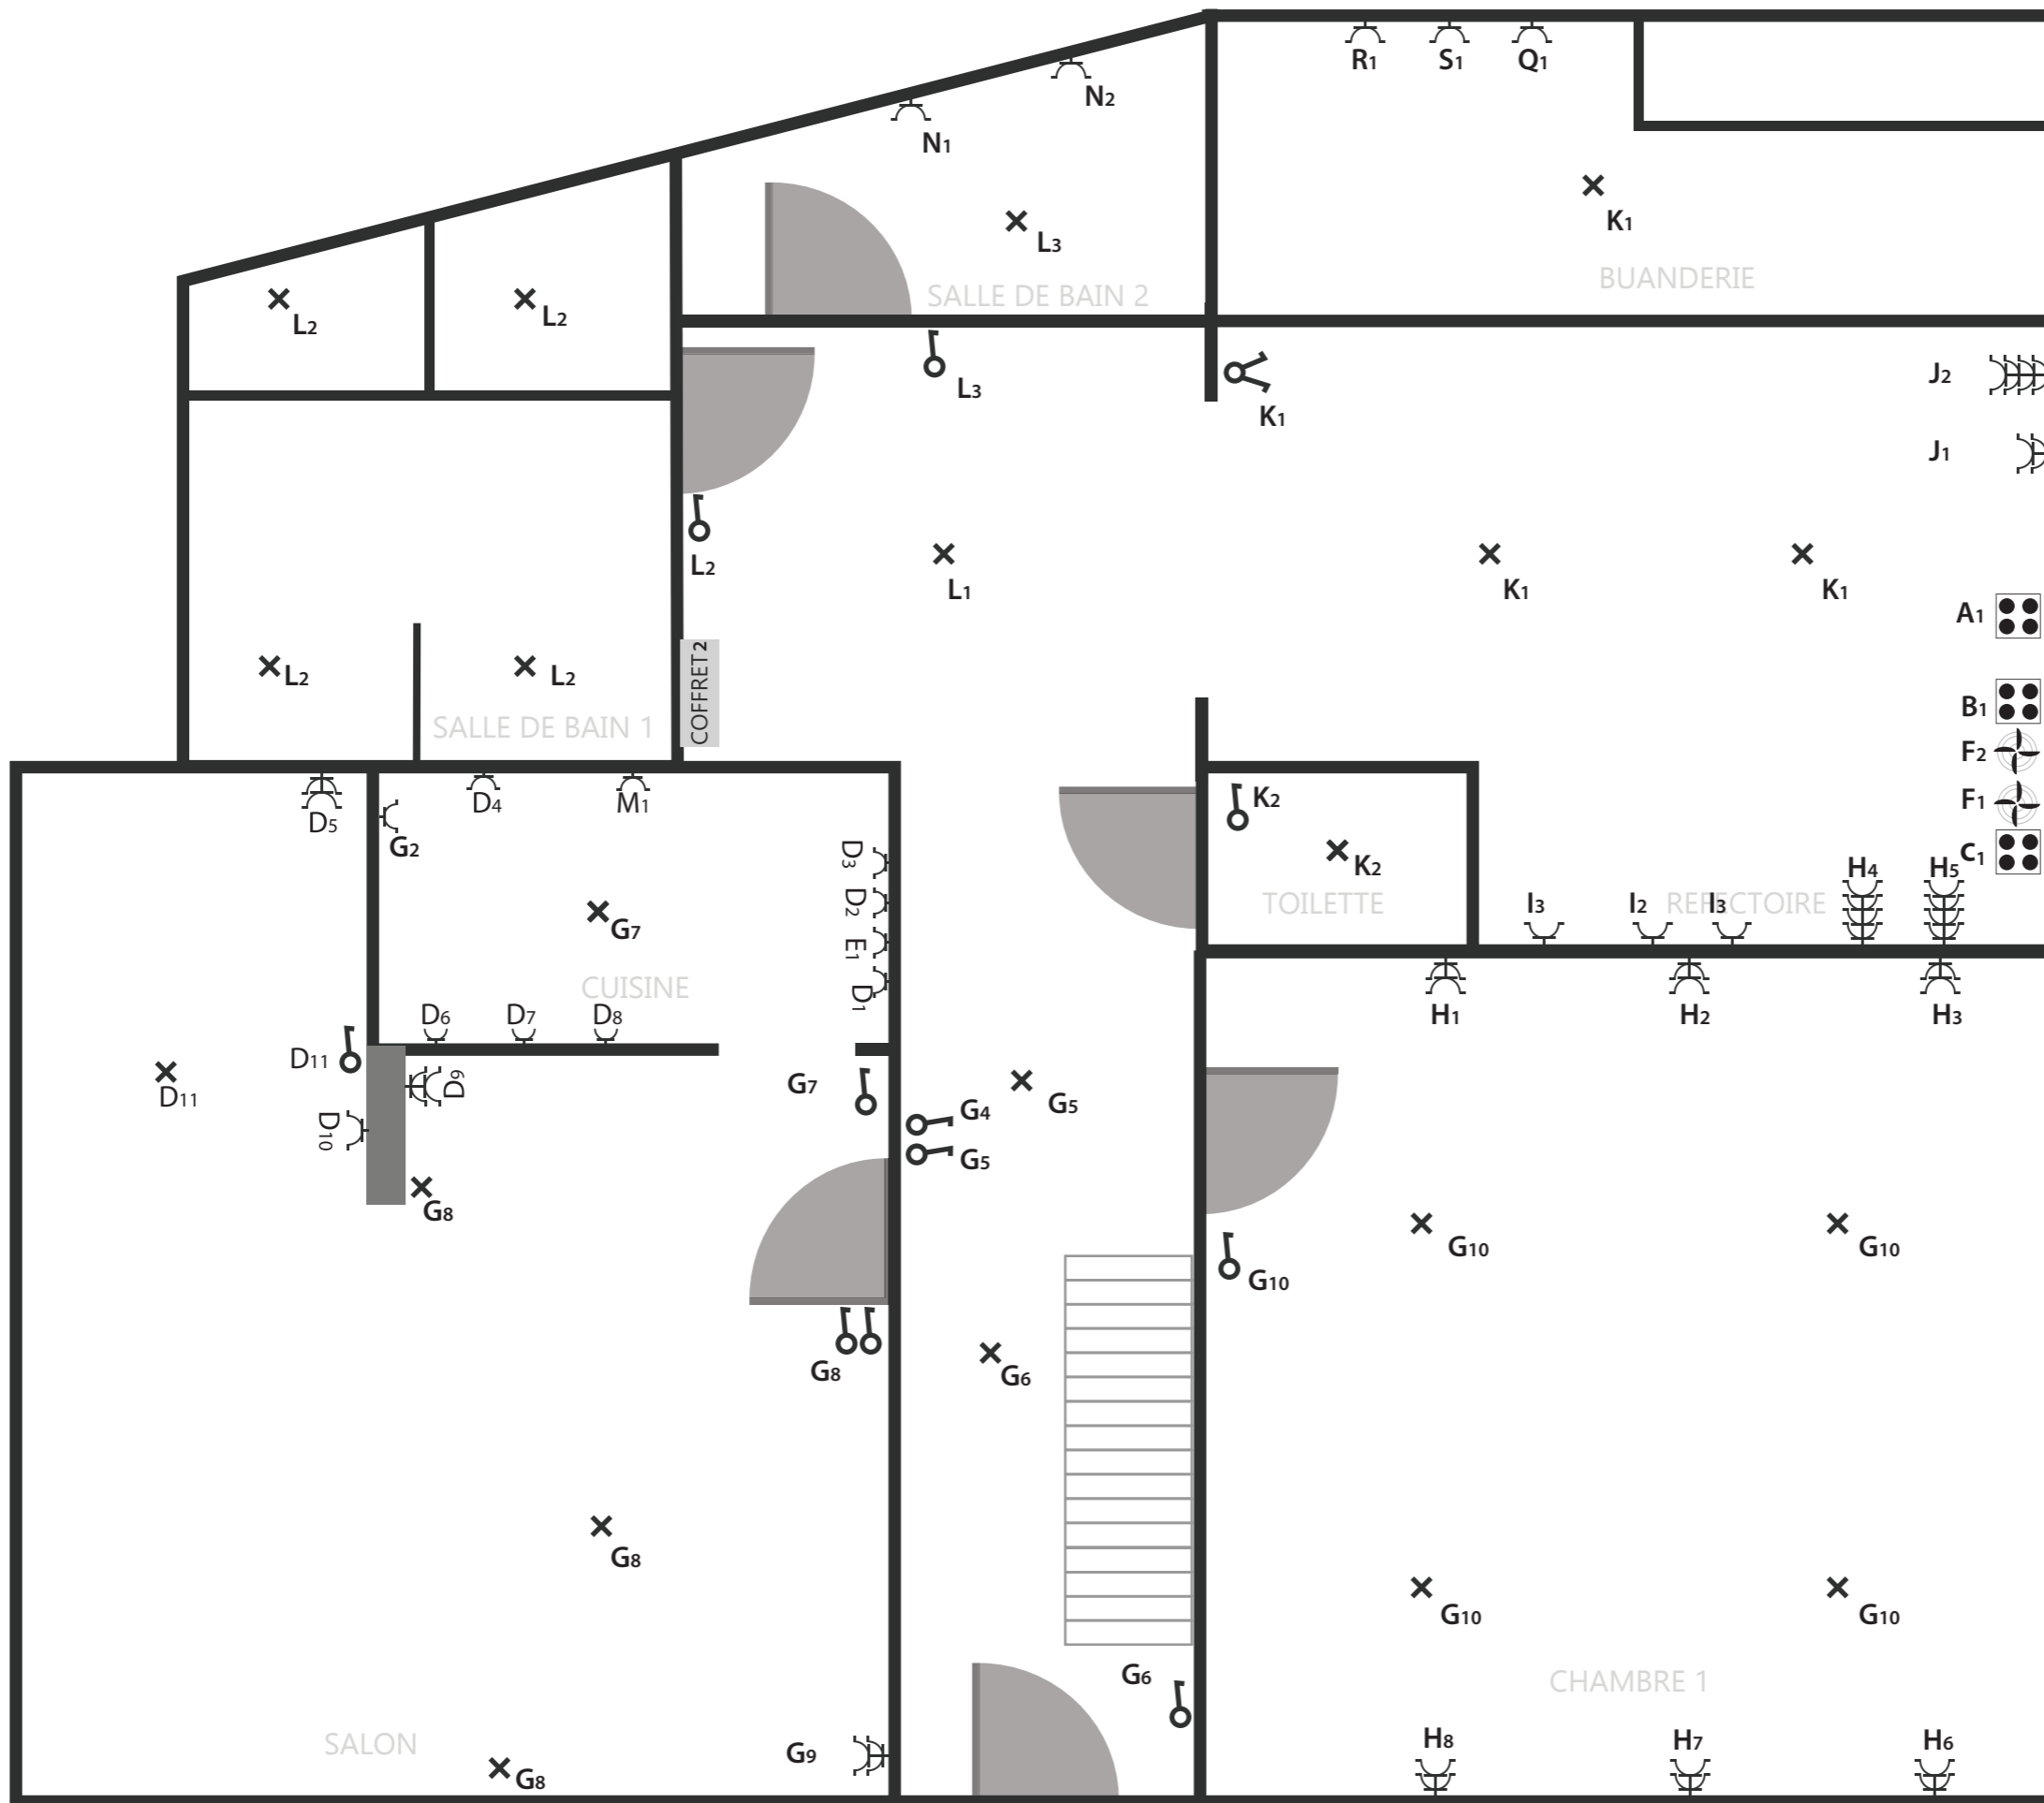 R1 S1 Q1
N2
N1
K1
L3
BUANDERIE
SALLE DE BAIN 2
L2 L2
J2
L3
K1
J1
L2
L1 K1 K1
A1
COFFRET 2
L2 L2
B1
SALLE DE BAIN 1
F2
K2
F1
D5 D4 M1
G2
D3
K2
C1
H4 H5
D2
TOILETTE
I3 I2 I3
REFECTOIRE
G7
E1
CUISINE
D1
D6 D7 D8
H1 H2 H3
D11
D11
D9
G7
G4
G5
D10
G5
G8
G10 G10
G10
G8
G6
G8
G10 G10
G6
CHAMBRE 1
SALON
G9
H8 H7 H6
G8